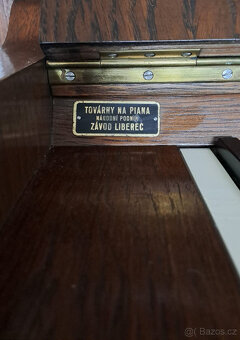 TOVÁRNY NA PIANA
NÁRODNÍ PODNIK
ZÁVOD LIBEREC
Bazos.cz